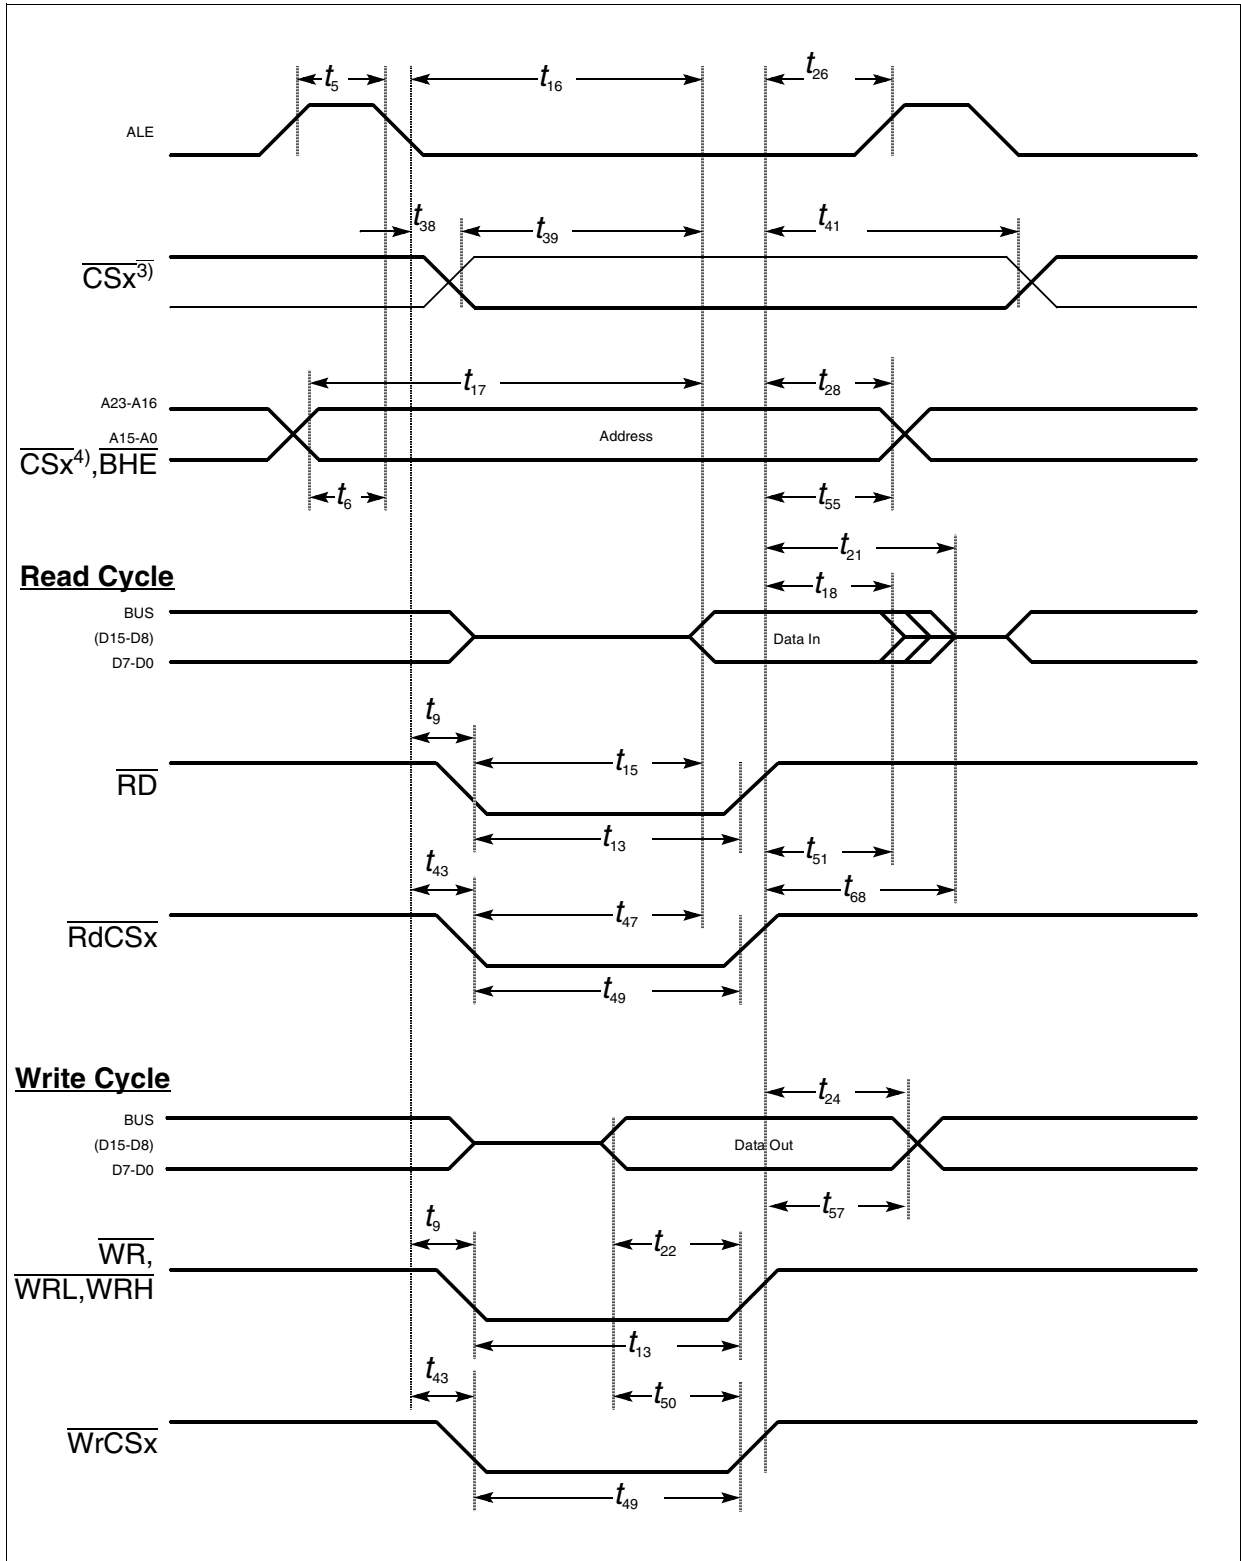 t5 t16 t26
ALE
t38 t39 t41
CSx3)
t17 t28
A23-A16
A15-A0
Address
CSx4),BHE
t6 t55
t21
Read Cycle
t18
BUS
(D15-D8)
Data In
D7-D0
t9
t15
RD
t13
t51
t43
t68
t47
RdCSx
t49
Write Cycle
t24
BUS
(D15-D8)
Data Out
D7-D0
t57
t9
t22
WR,
WRL,WRH
t13
t43
t50
WrCSx
t49